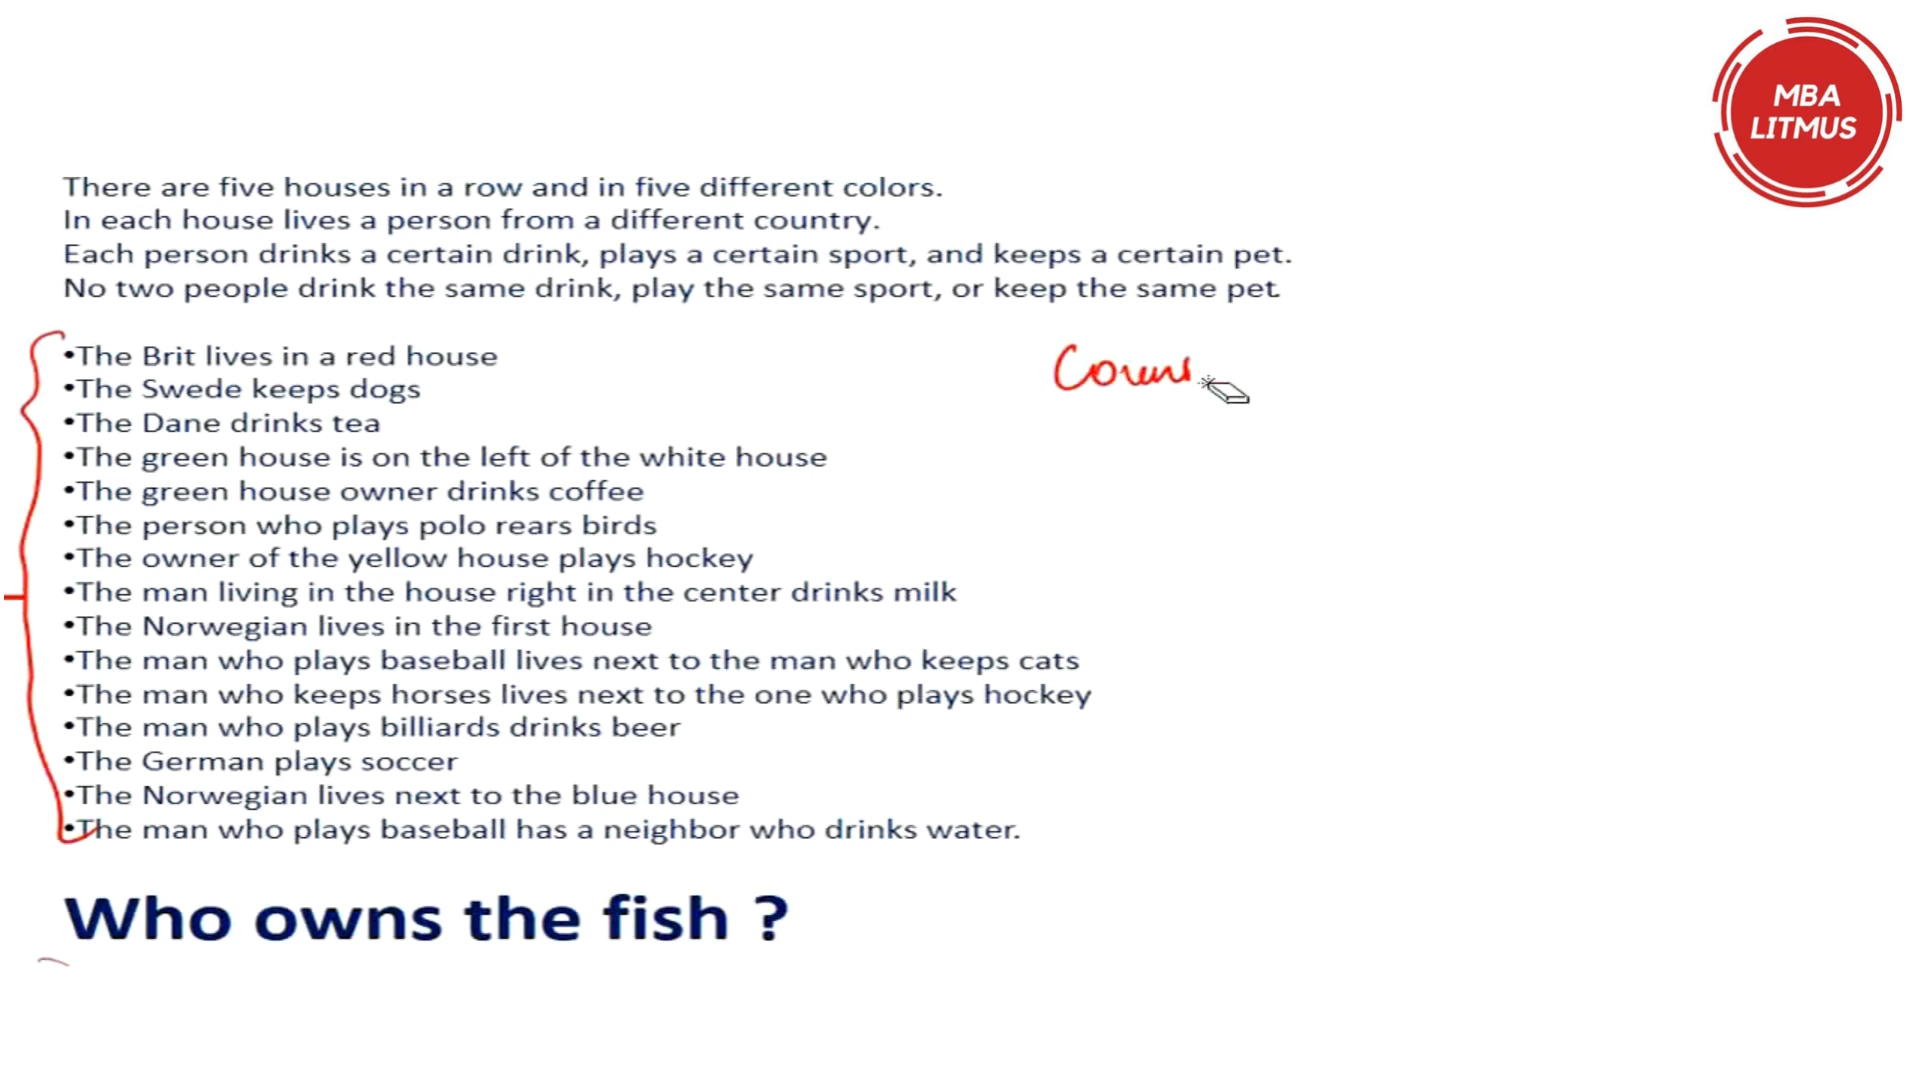 MBA
LITMUS
There are five houses in a row and in five different colors.
In each house lives a person from a different country.
Each person drinks a certain drink, plays a certain sport, and keeps a certain pet.
No two people drink the same drink, play the same sport, or keep the same pet.
•The Brit lives in a red house
•The Swede keeps dogs
•The Dane drinks tea
•The green house is on the left of the white house
•The green house owner drinks coffee
•The person who plays polo rears birds
•The owner of the yellow house plays hockey
•The man living in the house right in the center drinks milk
•The Norwegian lives in the first house
•The man who plays baseball lives next to the man who keeps cats
•The man who keeps horses lives next to the one who plays hockey
•The man who plays billiards drinks beer
•The German plays soccer
•The Norwegian lives next to the blue house
•The man who plays baseball has a neighbor who drinks water.
Who owns the fish ?